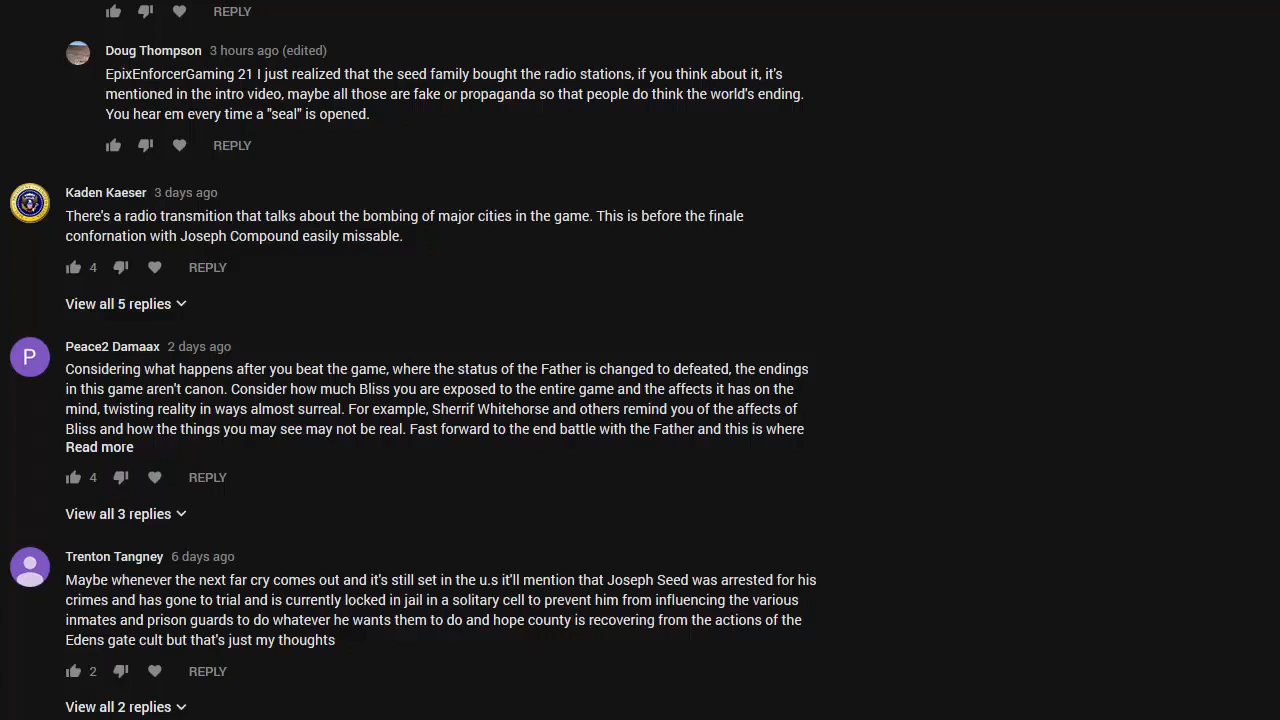 REPLY
Doug Thompson 3 hours ago (edited)
EpixEnforcerGaming 21 I just realized that the seed family bought the radio stations, if you think about it, it's
mentioned in the intro video, maybe all those are fake or propaganda so that people do think the world's ending.
You hear em every time a "seal" is opened.
REPLY
Kaden Kaeser 3 days ago
There's a radio transmition that talks about the bombing of major cities in the game. This is before the finale
confornation with Joseph Compound easily missable.
4 REPLY
View all 5 replies
P
Peace2 Damaax 2 days ago
Considering what happens after you beat the game, where the status of the Father is changed to defeated, the endings
in this game aren't canon. Consider how much Bliss you are exposed to the entire game and the affects it has on the
mind, twisting reality in ways almost surreal. For example, Sherrif Whitehorse and others remind you of the affects of
Bliss and how the things you may see may not be real. Fast forward to the end battle with the Father and this is where
Read more
4 REPLY
View all 3 replies
Trenton Tangney 6 days ago
Maybe whenever the next far cry comes out and it's still set in the u.s it'll mention that Joseph Seed was arrested for his
crimes and has gone to trial and is currently locked in jail in a solitary cell to prevent him from influencing the various
inmates and prison guards to do whatever he wants them to do and hope county is recovering from the actions of the
Edens gate cult but that's just my thoughts
2 REPLY
View all 2 replies